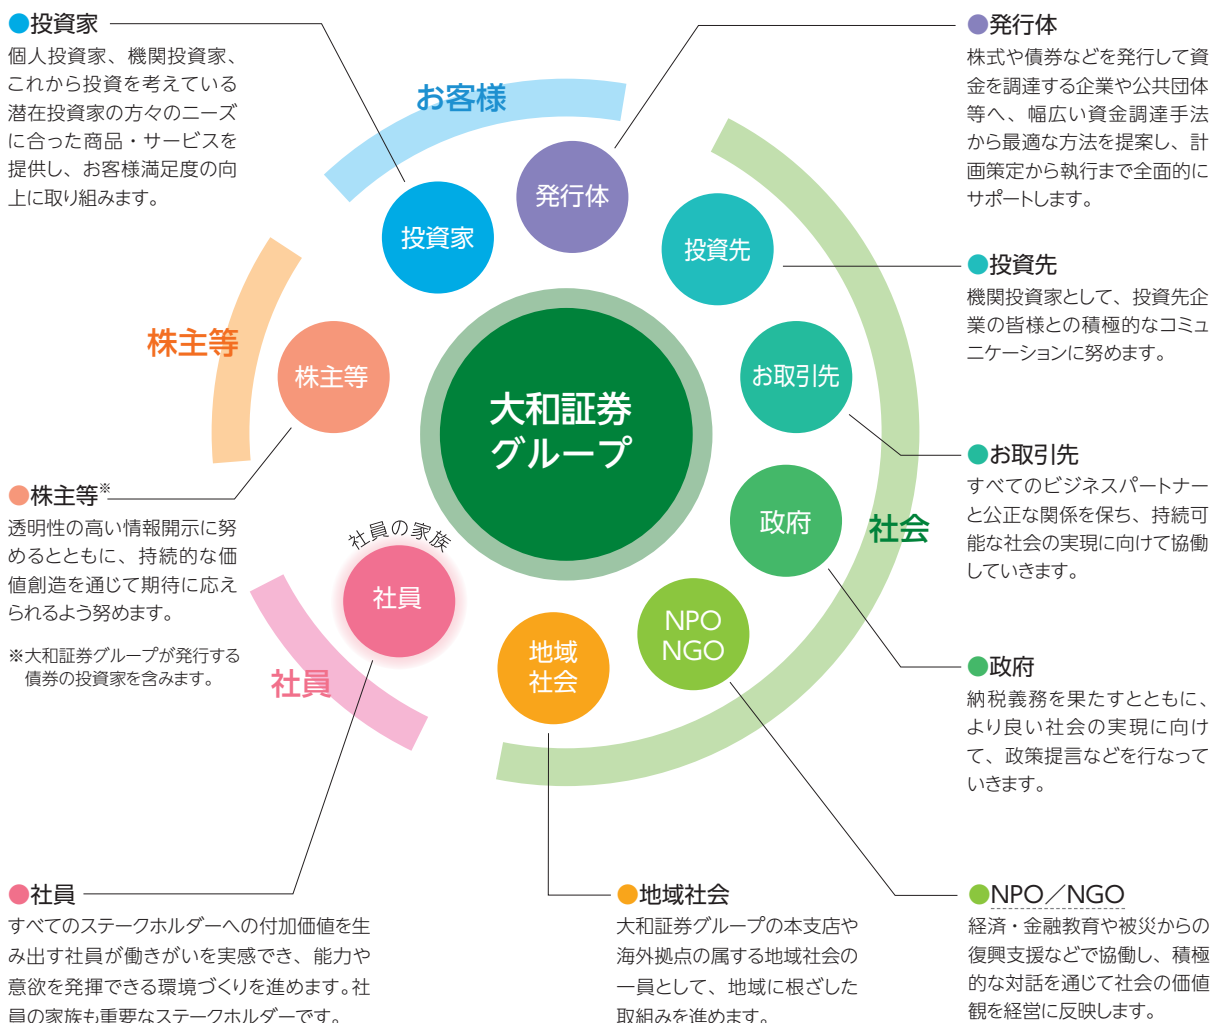 ●投資家
個人投資家、機関投資家、
これから投資を考えている
潜在投資家の方々のニーズ
に合った商品・サービスを
提供し、お客様満足度の向
上に取り組みます。
●発行体
株式や債券などを発行して資
金を調達する企業や公共団体
等へ、幅広い資金調達手法
から最適な方法を提案し、計
画策定から執行まで全面的に
サポートします。
お客様
発行体
投資家
投資先
●投資先
機関投資家として、投資先企
業の皆様との積極的なコミュ
ニケーションに努めます。
株主等
株主等
お取引先
大和証券
グループ
●お取引先
すべてのビジネスパートナー
と公正な関係を保ち、持続可
能な社会の実現に向けて協働
していきます。
●株主等※
透明性の高い情報開示に努
めるとともに、持続的な価
値創造を通じて期待に応え
られるよう努めます。
※大和証券グループが発行する
債券の投資家を含みます。
政府
社会
社員の家族
社員
社員
NPO
NGO
地域
社会
●政府
納税義務を果たすとともに、
より良い社会の実現に向け
て、政策提言などを行なって
いきます。
●社員
すべてのステークホルダーへの付加価値を生
み出す社員が働きがいを実感でき、能力や
意欲を発揮できる環境づくりを進めます。社
員の家族も重要なステークホルダーです。
●地域社会
大和証券グループの本支店や
海外拠点の属する地域社会の
一員として、地域に根ざした
取組みを進めます。
●NPO／NGO
経済・金融教育や被災からの
復興支援などで協働し、積極
的な対話を通じて社会の価値
観を経営に反映します。